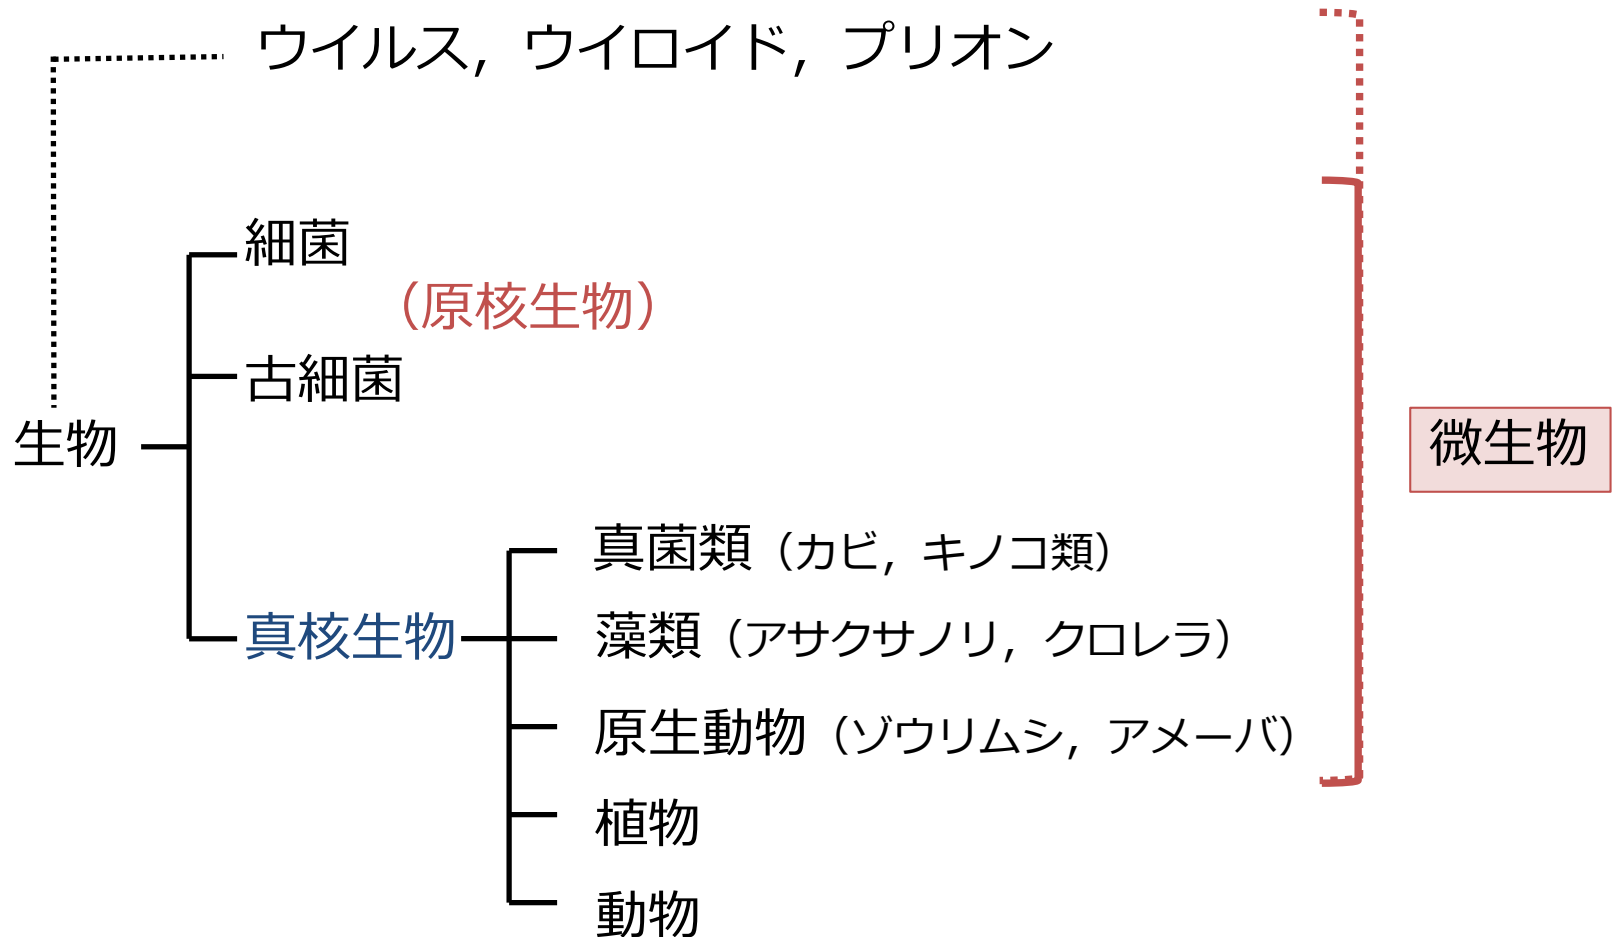 ウイルス，ウイロイド，プリオン
細菌
（原核生物）
古細菌
生物
微生物
真菌類（カビ，キノコ類）
真核生物
藻類（アサクサノリ，クロレラ）
原生動物（ゾウリムシ，アメーバ）
植物
動物